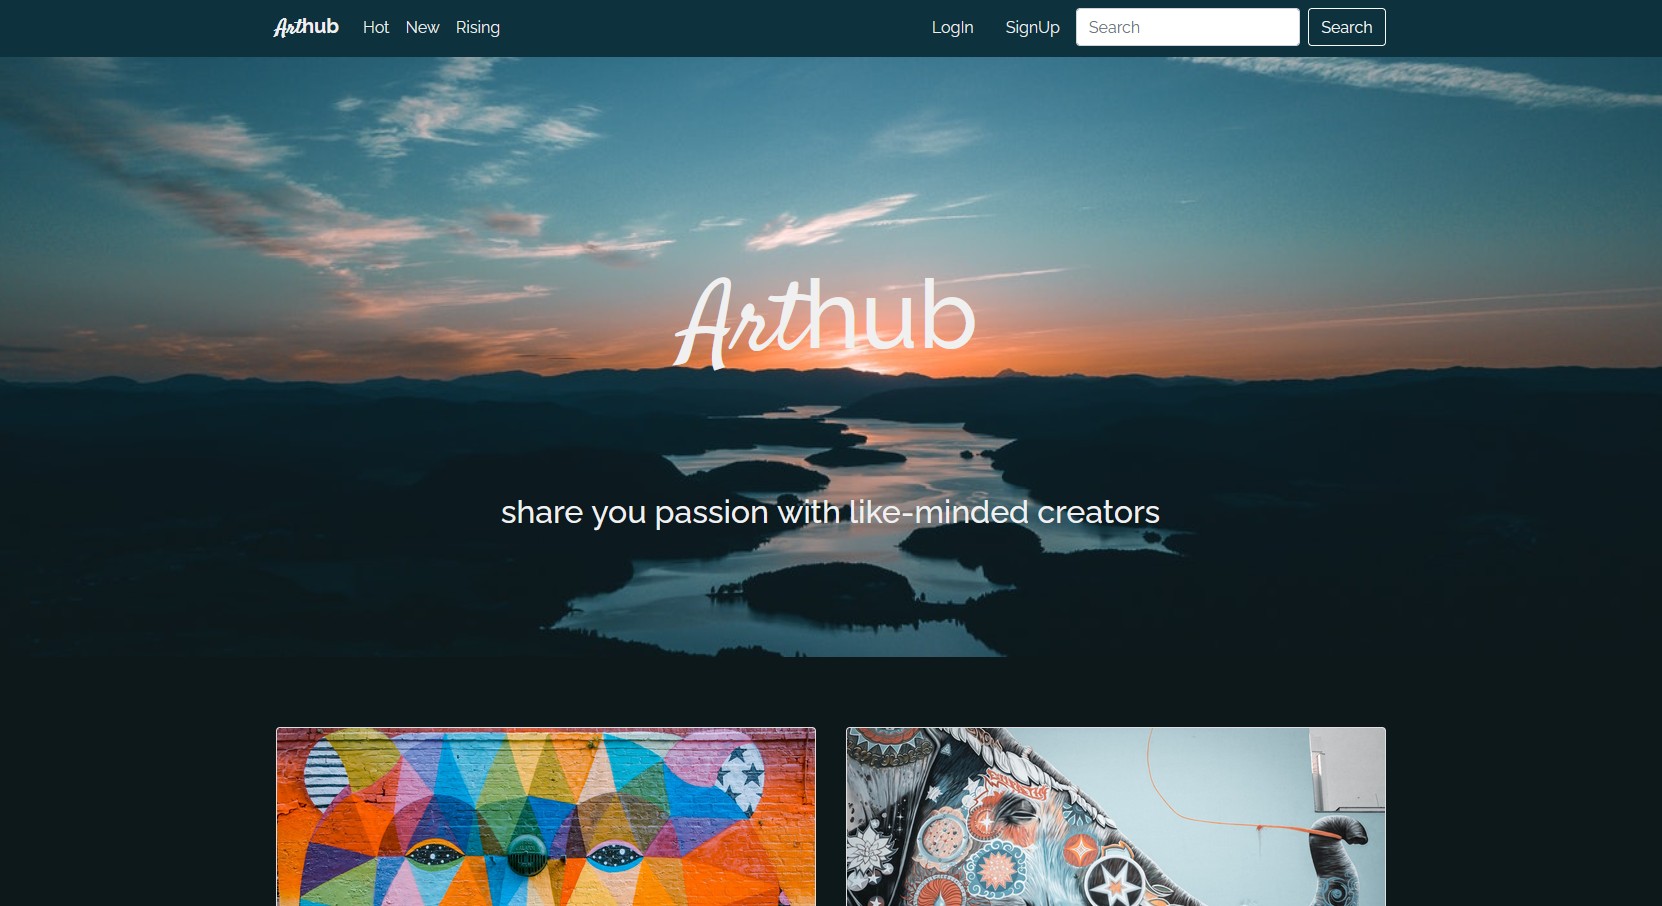 Arthub Hot New Rising LogIn SignUp Search Search
Arthub
share you passion with like-minded creators